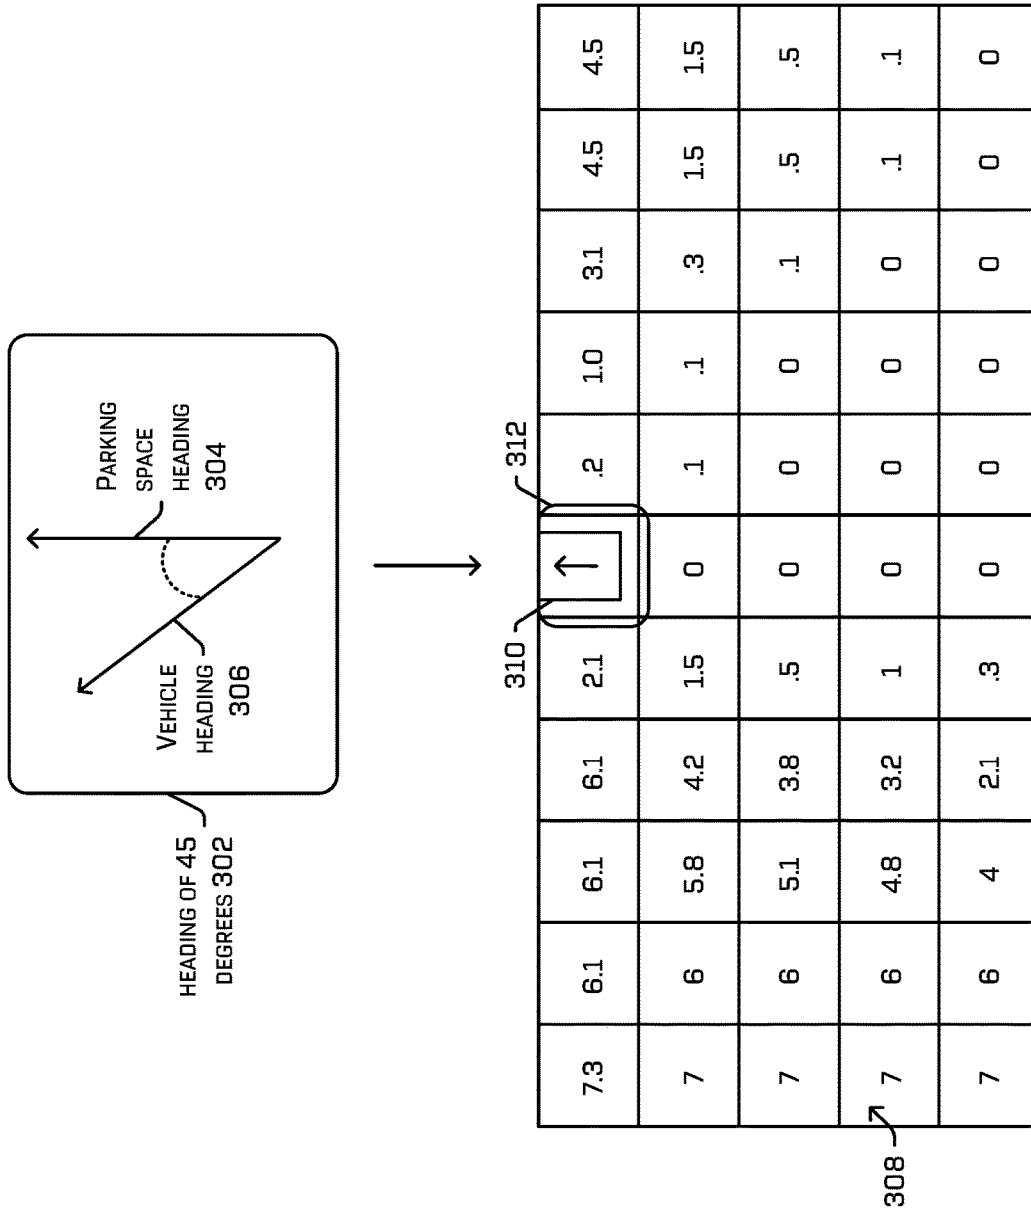 PARKING
SPACE
HEADING
304
VEHICLE
HEADING
306
HEADING OF 45
DEGREES 302
310
312
7.3 6.1 6.1 6.1 2.1 .2 1.0 3.1 4.5 4.5
7 6 5.8 4.2 1.5 0 .1 .1 .3 1.5 1.5
7 6 5.1 3.8 .5 0 0 0 .1 .5 .5
7 6 4.8 3.2 1 0 0 0 0 .1 .1
7 6 4 2.1 .3 0 0 0 0 0 0
308